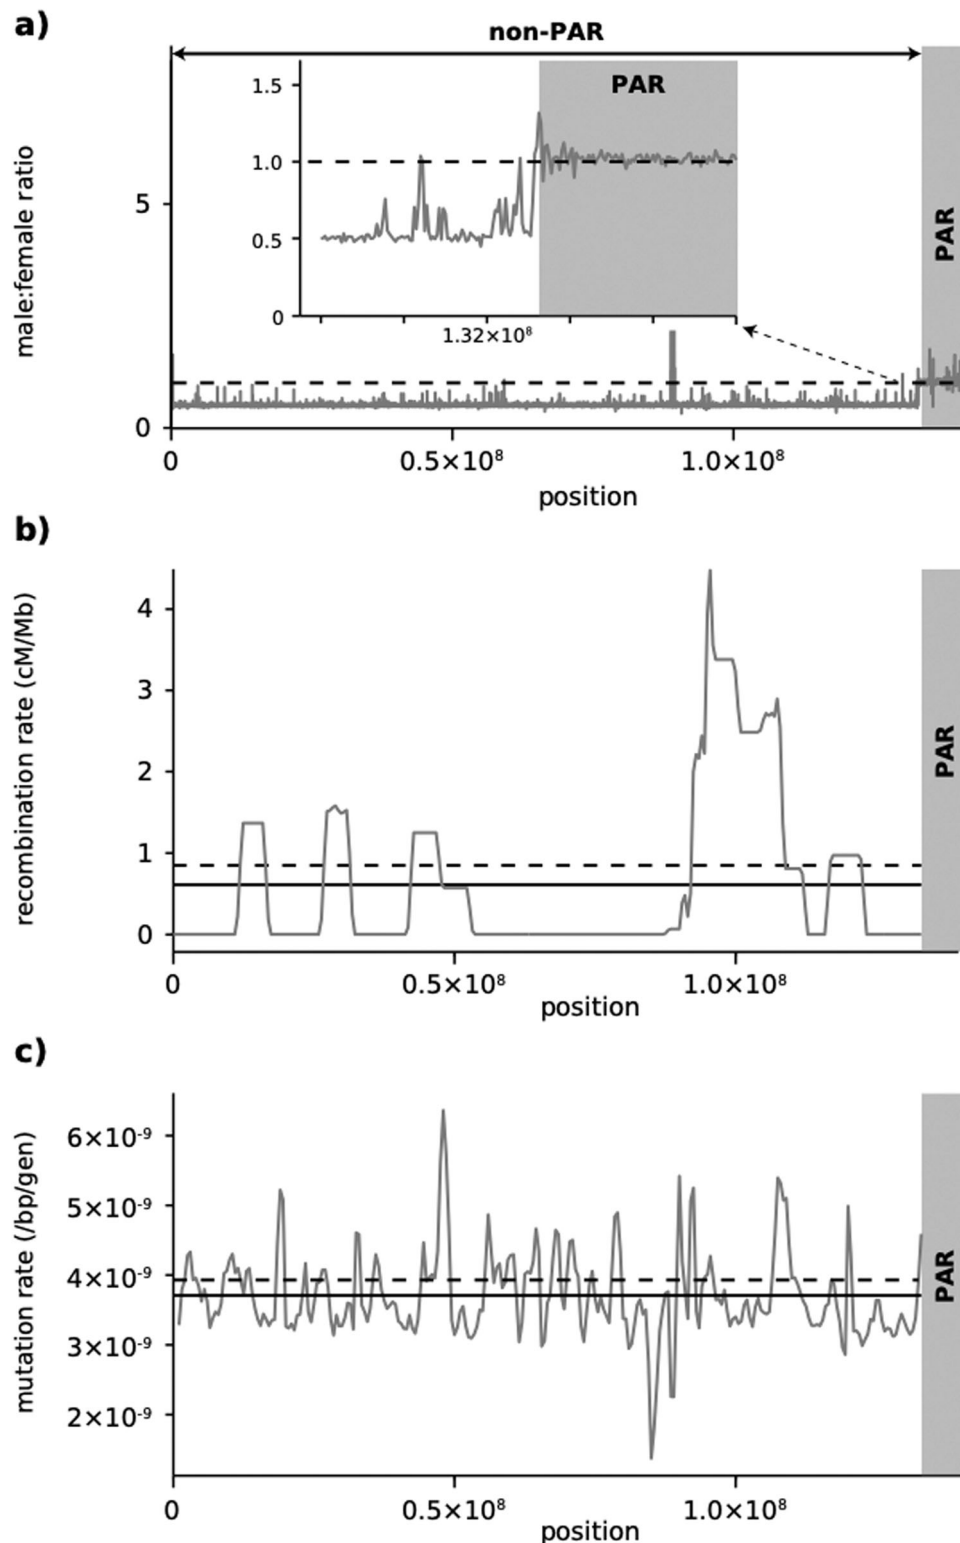 a)
non-PAR
male:female ratio
5
0
1.5
1.0
0.5
0
PAR
1.32×10⁸
PAR
0
0.5×10⁸
1.0×10⁸
position
b)
recombination rate (cM/Mb)
4
3
2
1
0
PAR
0
0.5×10⁸
1.0×10⁸
position
c)
mutation rate (/bp/gen)
6×10⁻⁹
5×10⁻⁹
4×10⁻⁹
3×10⁻⁹
2×10⁻⁹
PAR
0
0.5×10⁸
1.0×10⁸
position